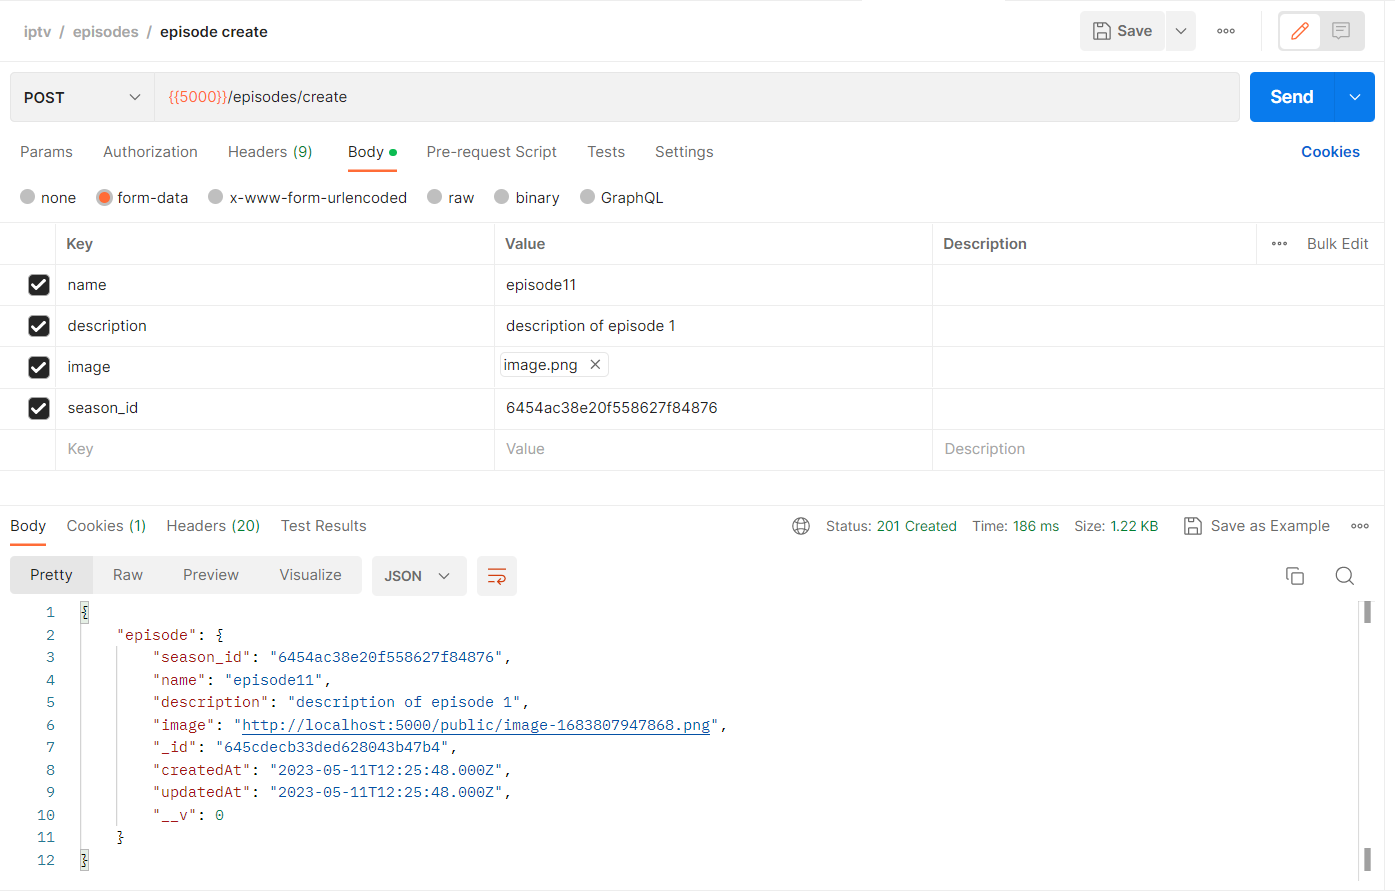 iptv / episodes / episode create Save
POST {{5000}}/episodes/create Send
Params Authorization Headers (9) Body Pre-request Script Tests Settings Cookies
none form-data x-www-form-urlencoded raw binary GraphQL
Key Value Description Bulk Edit
name episode11
description description of episode 1
image image.png
season_id 6454ac38e20f558627f84876
Key Value Description
Body Cookies (1) Headers (20) Test Results Status: 201 Created Time: 186 ms Size: 1.22 KB Save as Example
Pretty Raw Preview Visualize JSON
1 {
2 "episode": {
3 "season_id": "6454ac38e20f558627f84876",
4 "name": "episode11",
5 "description": "description of episode 1",
6 "image": "http://localhost:5000/public/image-1683807947868.png",
7 "_id": "645cdecb33ded628043b47b4",
8 "createdAt": "2023-05-11T12:25:48.000Z",
9 "updatedAt": "2023-05-11T12:25:48.000Z",
10 "__v": 0
11 }
12 }